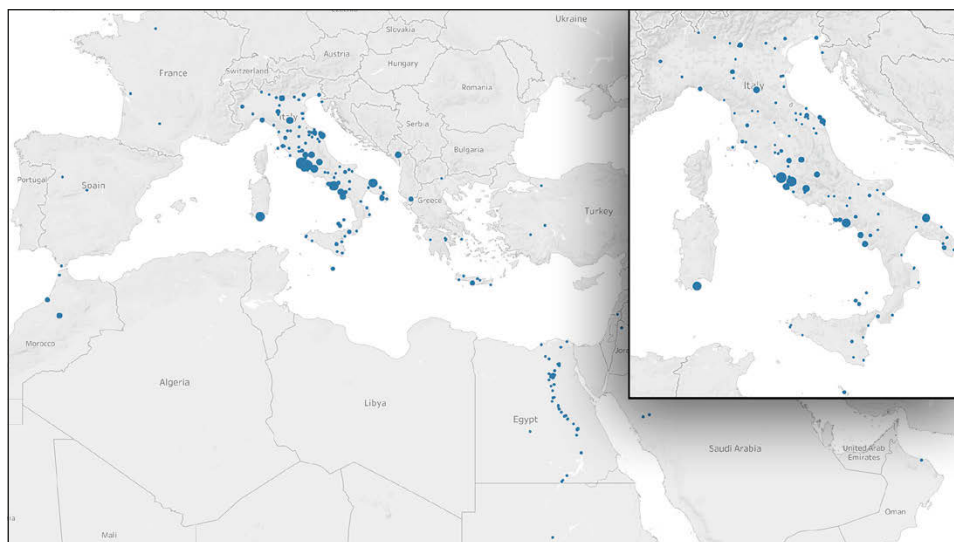 Ukraine
Slovakia
Austria
France
Switzerland
Hungary
Romania
Italy
Serbia
Bulgaria
Portugal
Spain
Greece
Turkey
Morocco
Algeria
Libya
Egypt
Jor
Saudi Arabia
United Arab
Emirates
Oman
Mali
Italy